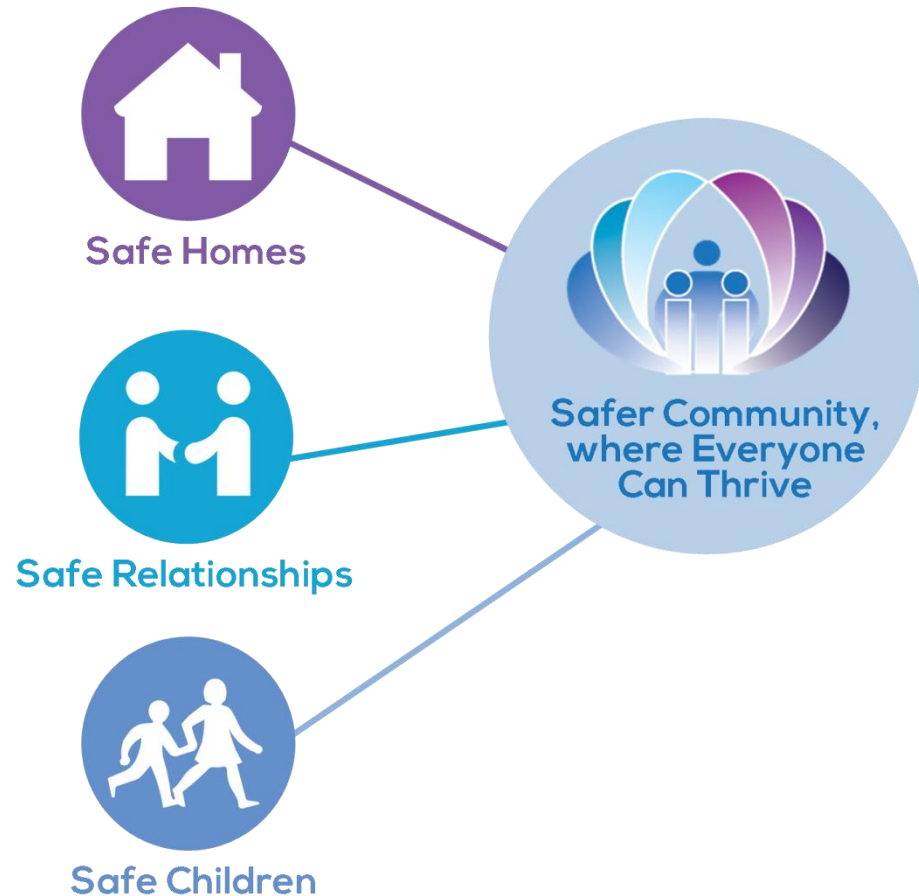 Safe Homes
Safe Relationships
Safe Children
Safer Community,
where Everyone
Can Thrive